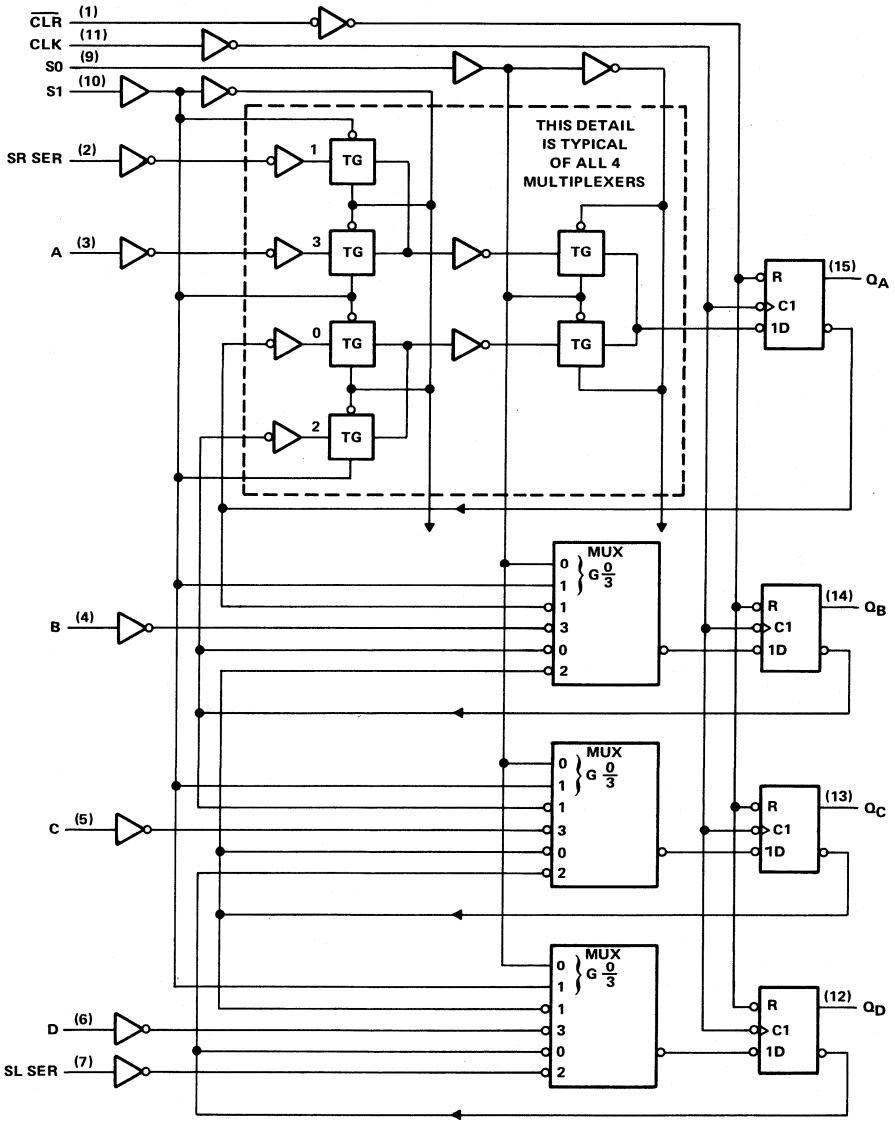 CLR (1)
CLK (11)
S0 (9)
S1 (10)
THIS DETAIL
IS TYPICAL
OF ALL 4
MULTIPLEXERS
SR SER (2) 1 TG
A (3) 3 TG TG
(15) QA
R
C1
1D
0 TG TG
2 TG
MUX
0
1
G 0/3
1
3
0
2
B (4)
(14) QB
R
C1
1D
MUX
0
1
G 0/3
1
3
0
2
C (5)
(13) QC
R
C1
1D
MUX
0
1
G 0/3
1
3
0
2
D (6)
SL SER (7)
(12) QD
R
C1
1D